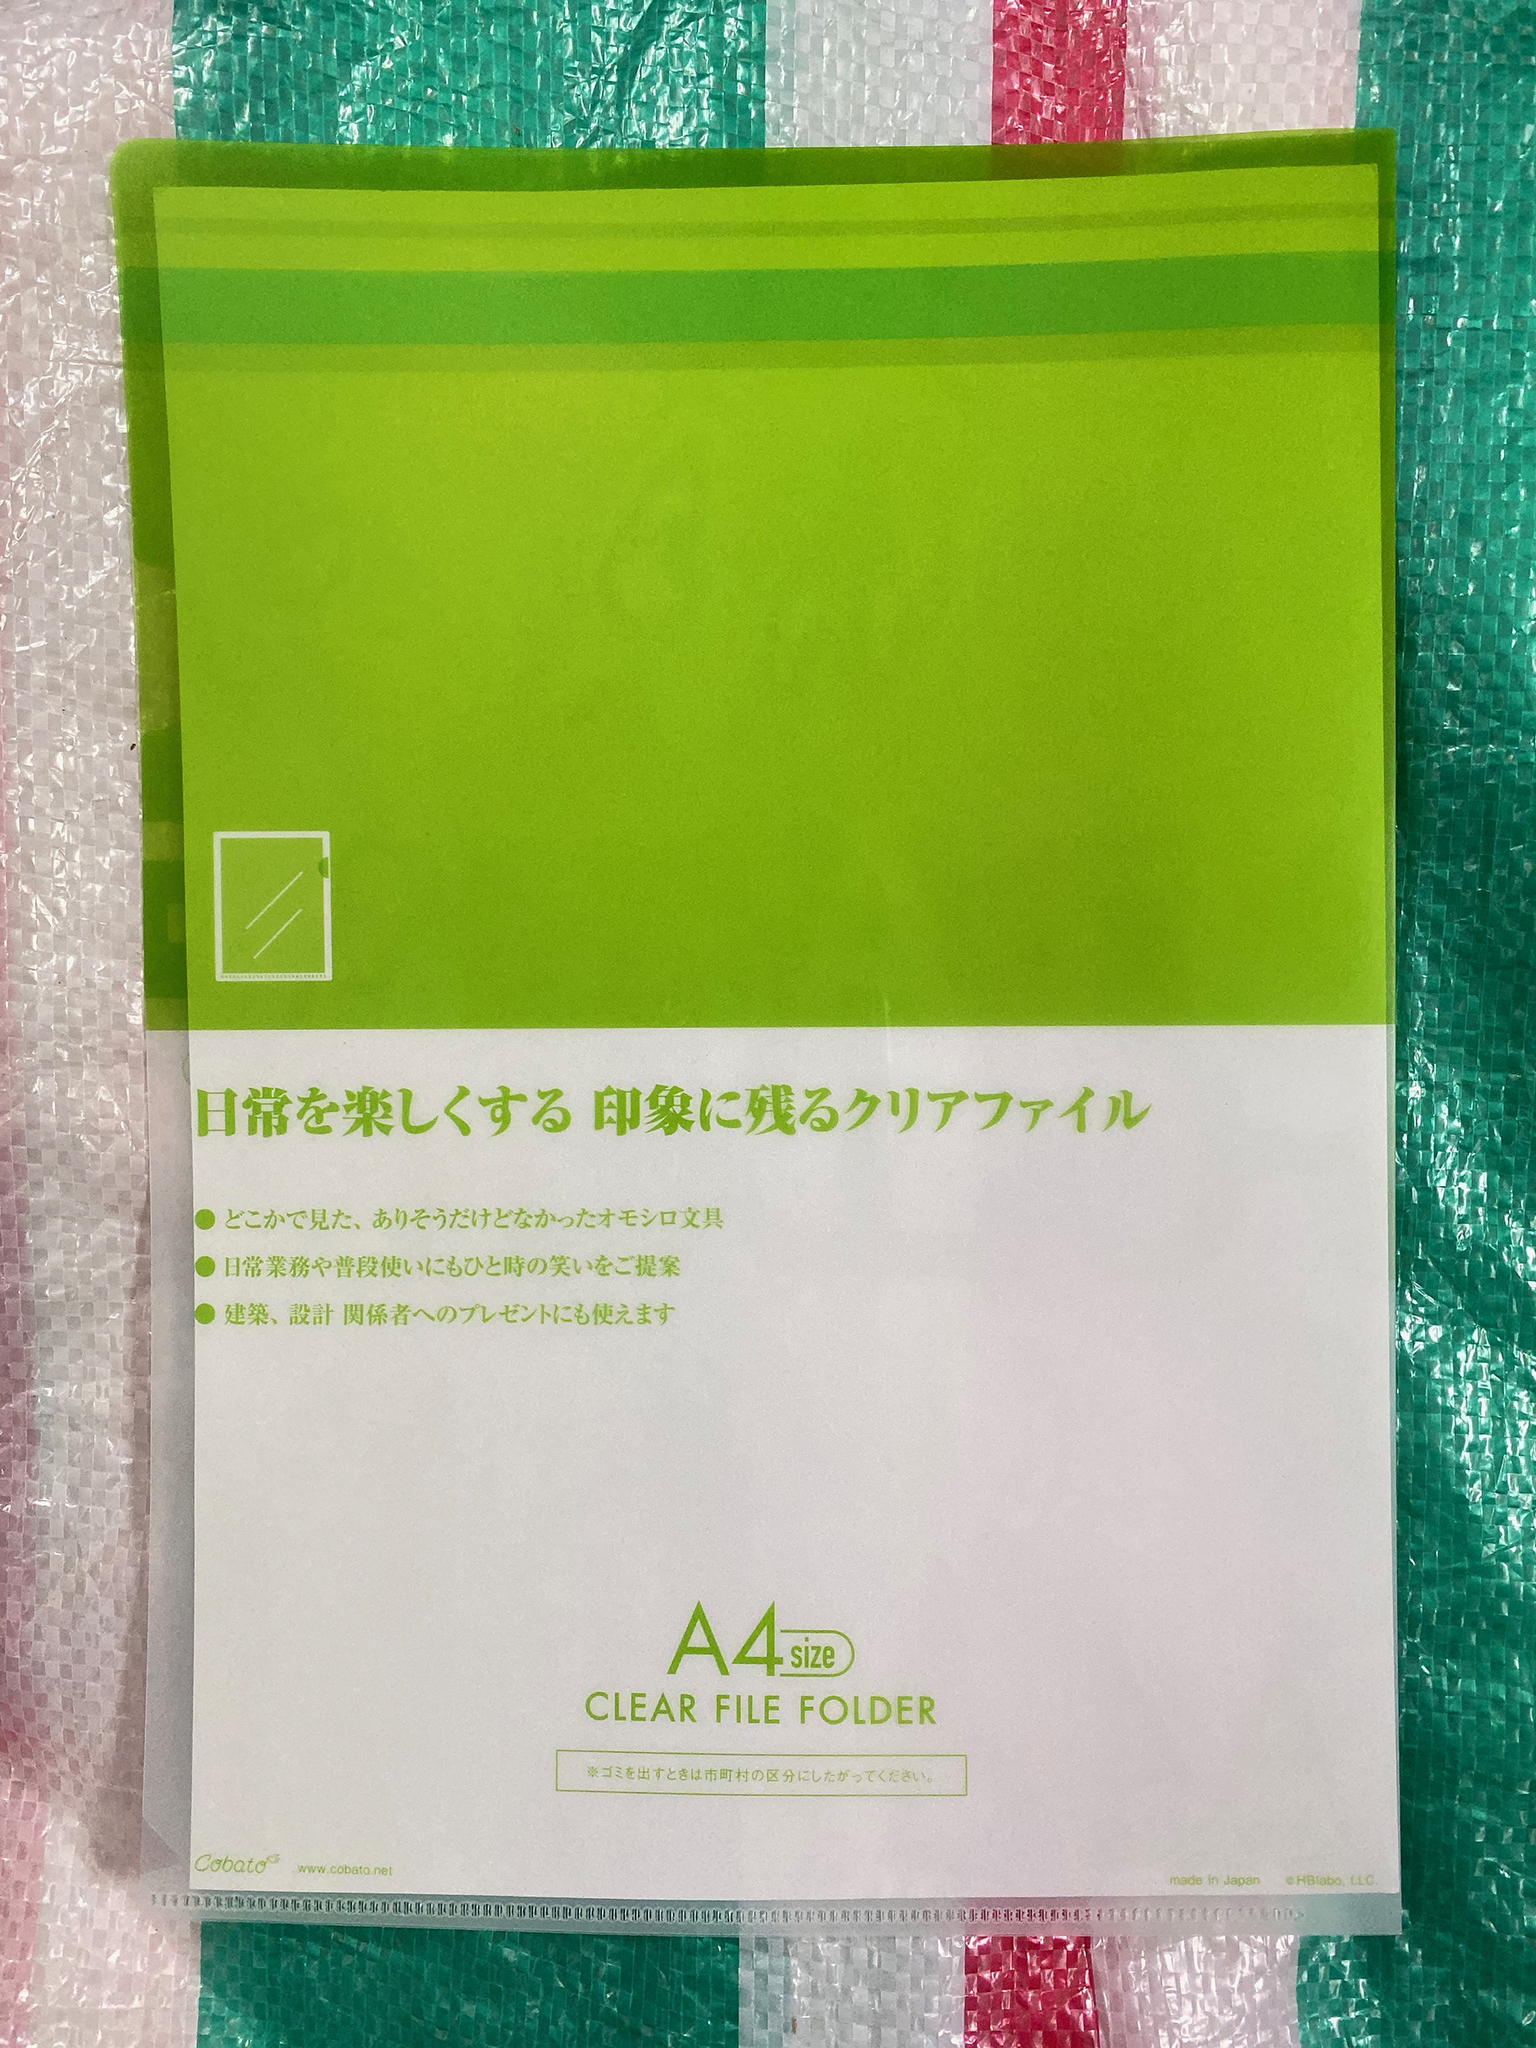 日常を楽しくする 印象に残るクリアファイル
● どこかで見た、ありそうだけどなかったオモシロ文具
● 日常業務や普段使いにもひと時の笑いをご提案
● 建築、設計 関係者へのプレゼントにも使えます
A4 size
CLEAR FILE FOLDER
※ゴミを出すときは市町村の区分にしたがってください。
Cobato www.cobato.net made in Japan ©HBlabo, LLC.